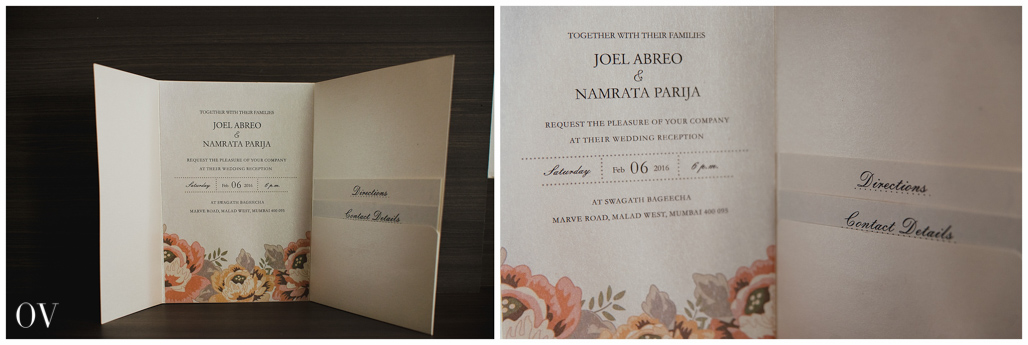 TOGETHER WITH THEIR FAMILIES
JOEL ABREO
&
NAMRATA PARIJA
REQUEST THE PLEASURE OF YOUR COMPANY
AT THEIR WEDDING RECEPTION
Saturday Feb 06 2016 6 p.m.
AT SWAGATH BAGEECHA
MARVE ROAD, MALAD WEST, MUMBAI 400 095
Directions
Contact Details
OV
TOGETHER WITH THEIR FAMILIES
JOEL ABREO
&
NAMRATA PARIJA
REQUEST THE PLEASURE OF YOUR COMPANY
AT THEIR WEDDING RECEPTION
Saturday Feb 06 2016 6 p.m.
AT SWAGATH BAGEECHA
MARVE ROAD, MALAD WEST, MUMBAI 400 095
Directions
Contact Details